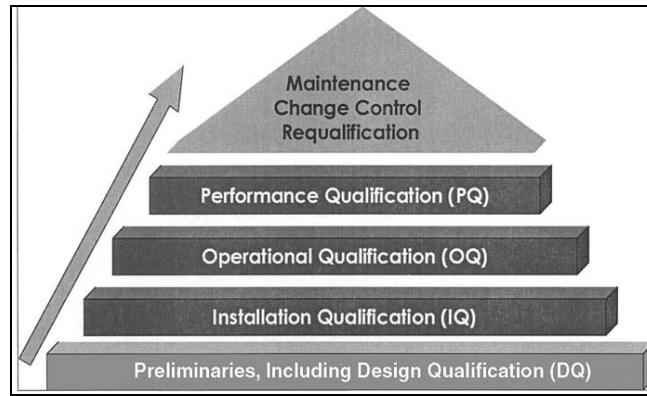 Maintenance
Change Control
Requalification
Performance Qualification (PQ)
Operational Qualification (OQ)
Installation Qualification (IQ)
Preliminaries, Including Design Qualification (DQ)